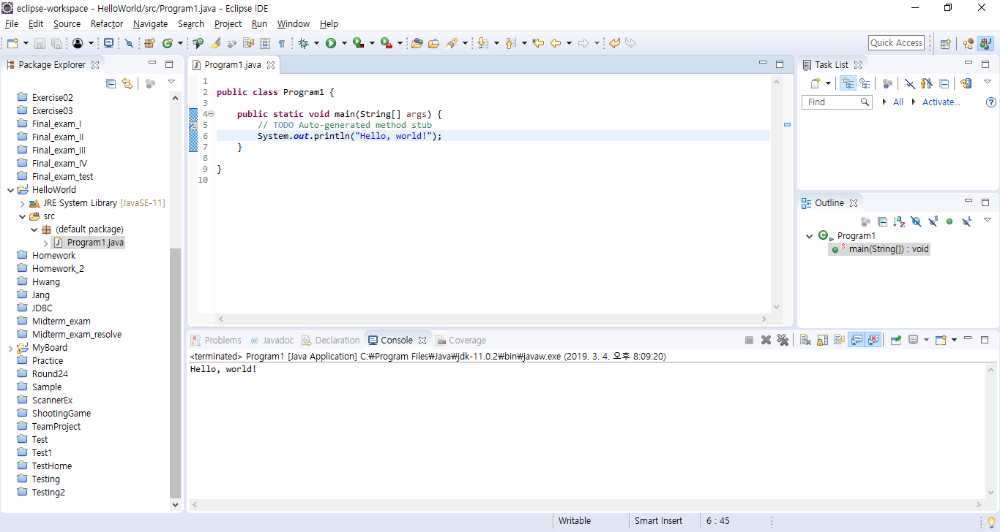 eclipse-workspace - HelloWorld/src/Program1.java - Eclipse IDE
File Edit Source Refactor Navigate Search Project Run Window Help
Quick Access
Package Explorer
Exercise02
Exercise03
Final_exam_I
Final_exam_II
Final_exam_III
Final_exam_IV
Final_exam_test
HelloWorld
JRE System Library [JavaSE-11]
src
(default package)
Program1.java
Homework
Homework_2
Hwang
Jang
JDBC
Midterm_exam
Midterm_exam_resolve
MyBoard
Practice
Round24
Sample
ScannerEx
ShootingGame
TeamProject
Test
Test1
TestHome
Testing
Testing2
Program1.java
1
2 public class Program1 {
3
4 public static void main(String[] args) {
5 // TODO Auto-generated method stub
6 System.out.println("Hello, world!");
7 }
8
9 }
10
Task List
Find All Activate...
Outline
Program1
main(String[]) : void
Problems @ Javadoc Declaration Console Coverage
<terminated> Program1 [Java Application] C:₩Program Files₩Java₩jdk-11.0.2₩bin₩javaw.exe (2019. 3. 4. 오후 8:09:20)
Hello, world!
Writable Smart Insert 6 : 45